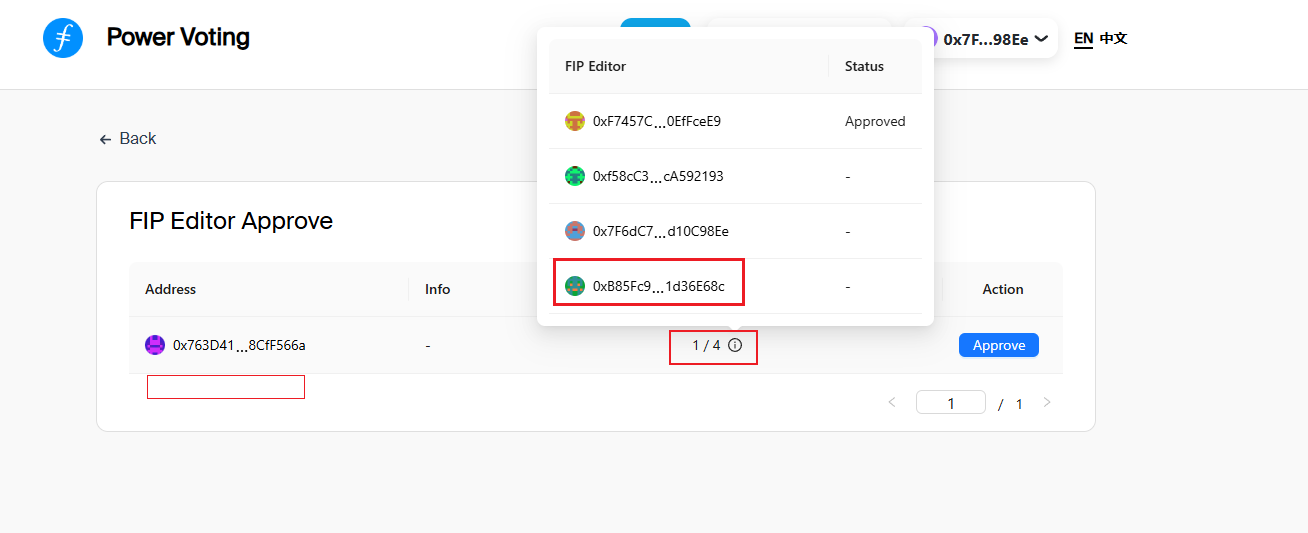 Power Voting
0x7F...98Ee
EN 中文
FIP Editor Status
0xF7457C...0EfFceE9 Approved
0xf58cC3...cA592193 -
0x7F6dC7...d10C98Ee -
0xB85Fc9...1d36E68c -
← Back
FIP Editor Approve
Address Info Action
0x763D41...8CfF566a - 1 / 4 Approve
< 1 / 1 >